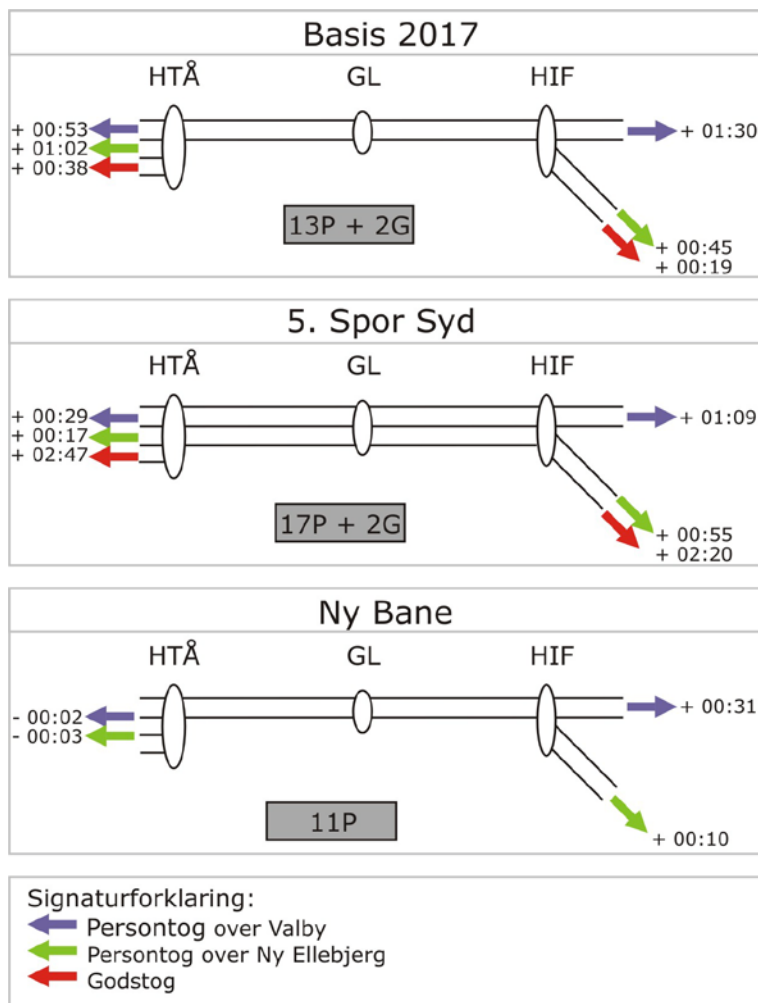 Basis 2017
HTÅ GL HIF
+ 00:53
+ 01:30
+ 01:02
+ 00:38
13P + 2G
+ 00:45
+ 00:19
5. Spor Syd
HTÅ GL HIF
+ 00:29
+ 01:09
+ 00:17
+ 02:47
17P + 2G
+ 00:55
+ 02:20
Ny Bane
HTÅ GL HIF
- 00:02
+ 00:31
- 00:03
11P
+ 00:10
Signaturforklaring:
Persontog over Valby
Persontog over Ny Ellebjerg
Godstog